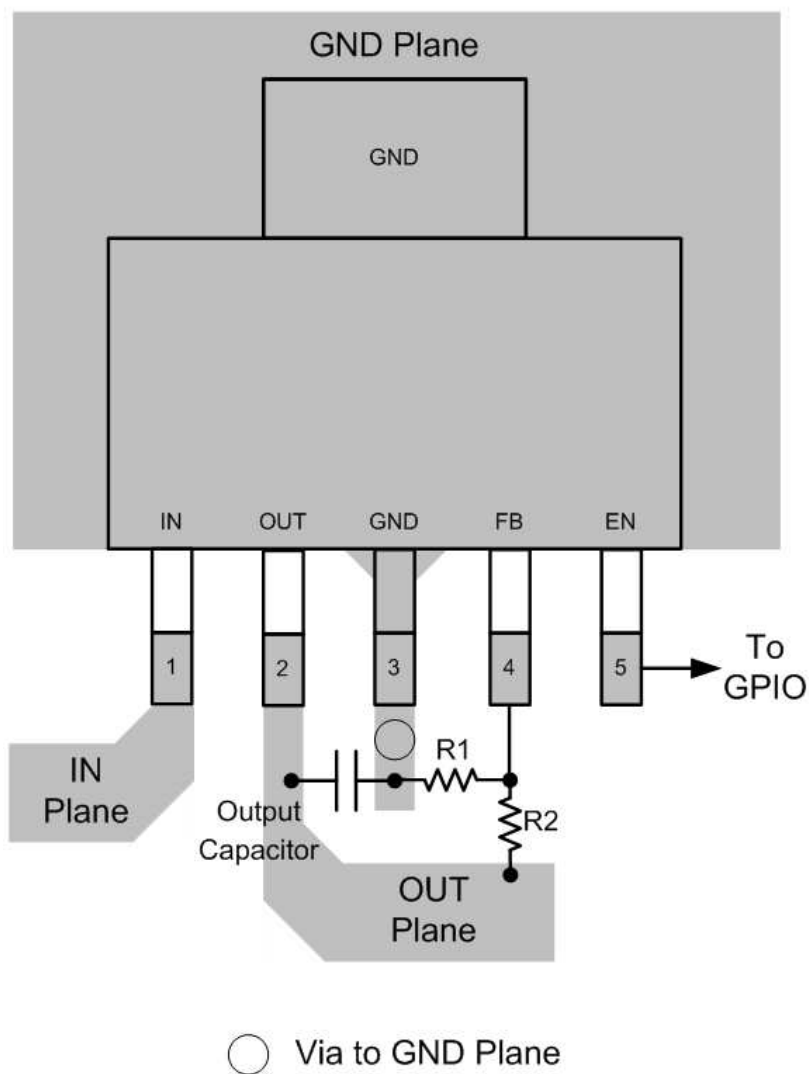 GND Plane
GND
IN OUT GND FB EN
1 2 3 4 5
To
GPIO
R1
IN
Plane
Output
Capacitor
R2
OUT
Plane
Via to GND Plane